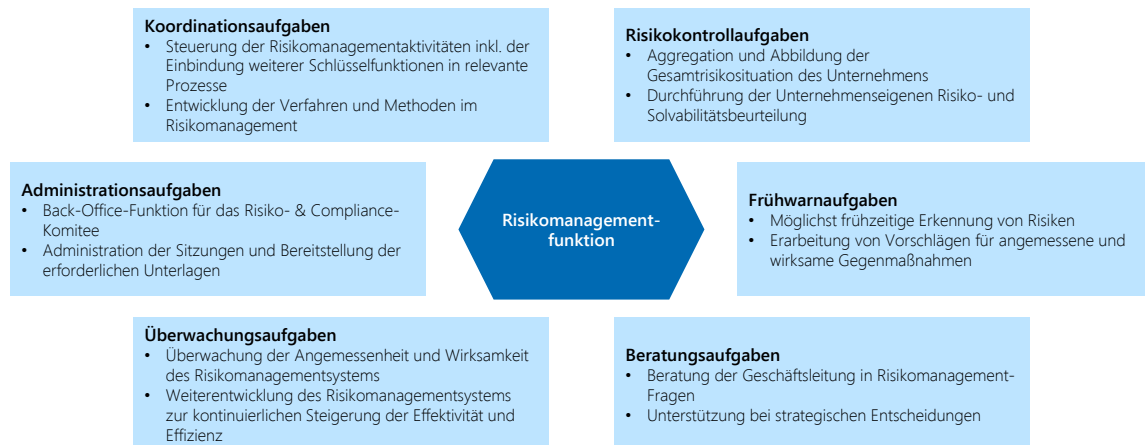 Koordinationsaufgaben
• Steuerung der Risikomanagementaktivitäten inkl. der
Einbindung weiterer Schlüsselfunktionen in relevante
Prozesse
• Entwicklung der Verfahren und Methoden im
Risikomanagement
Risikokontrollaufgaben
• Aggregation und Abbildung der
Gesamtrisikosituation des Unternehmens
• Durchführung der Unternehmenseigenen Risiko- und
Solvabilitätsbeurteilung
Administrationsaufgaben
• Back-Office-Funktion für das Risiko- & Compliance-
Komitee
• Administration der Sitzungen und Bereitstellung der
erforderlichen Unterlagen
Risikomanagement-
funktion
Frühwarnaufgaben
• Möglichst frühzeitige Erkennung von Risiken
• Erarbeitung von Vorschlägen für angemessene und
wirksame Gegenmaßnahmen
Überwachungsaufgaben
• Überwachung der Angemessenheit und Wirksamkeit
des Risikomanagementsystems
• Weiterentwicklung des Risikomanagementsystems
zur kontinuierlichen Steigerung der Effektivität und
Effizienz
Beratungsaufgaben
• Beratung der Geschäftsleitung in Risikomanagement-
Fragen
• Unterstützung bei strategischen Entscheidungen